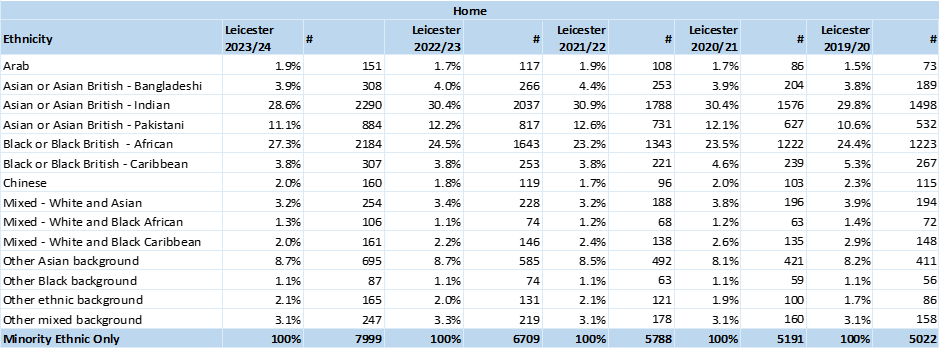 Home
Ethnicity Leicester 2023/24 # Leicester 2022/23 # Leicester 2021/22 # Leicester 2020/21 # Leicester 2019/20 #
Arab 1.9% 151 1.7% 117 1.9% 108 1.7% 86 1.5% 73
Asian or Asian British - Bangladeshi 3.9% 308 4.0% 266 4.4% 253 3.9% 204 3.8% 189
Asian or Asian British - Indian 28.6% 2290 30.4% 2037 30.9% 1788 30.4% 1576 29.8% 1498
Asian or Asian British - Pakistani 11.1% 884 12.2% 817 12.6% 731 12.1% 627 10.6% 532
Black or Black British - African 27.3% 2184 24.5% 1643 23.2% 1343 23.5% 1222 24.4% 1223
Black or Black British - Caribbean 3.8% 307 3.8% 253 3.8% 221 4.6% 239 5.3% 267
Chinese 2.0% 160 1.8% 119 1.7% 96 2.0% 103 2.3% 115
Mixed - White and Asian 3.2% 254 3.4% 228 3.2% 188 3.8% 196 3.9% 194
Mixed - White and Black African 1.3% 106 1.1% 74 1.2% 68 1.2% 63 1.4% 72
Mixed - White and Black Caribbean 2.0% 161 2.2% 146 2.4% 138 2.6% 135 2.9% 148
Other Asian background 8.7% 695 8.7% 585 8.5% 492 8.1% 421 8.2% 411
Other Black background 1.1% 87 1.1% 74 1.1% 63 1.1% 59 1.1% 56
Other ethnic background 2.1% 165 2.0% 131 2.1% 121 1.9% 100 1.7% 86
Other mixed background 3.1% 247 3.3% 219 3.1% 178 3.1% 160 3.1% 158
Minority Ethnic Only 100% 7999 100% 6709 100% 5788 100% 5191 100% 5022